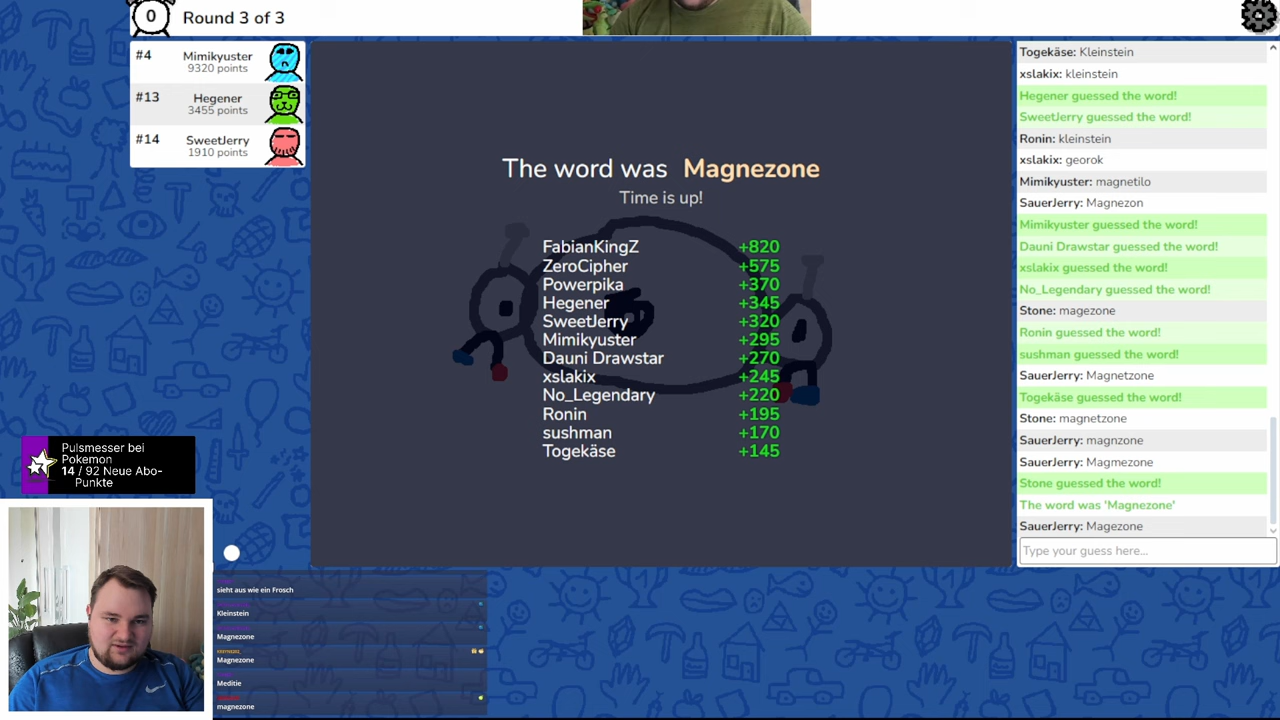 0
Round 3 of 3
#4 Mimikyuster
9320 points
#13 Hegener
3455 points
#14 SweetJerry
1910 points
The word was Magnezone
Time is up!
FabianKingZ +820
ZeroCipher +575
Powerpika +370
Hegener +345
SweetJerry +320
Mimikyuster +295
Dauni Drawstar +270
xslakix +245
No_Legendary +220
Ronin +195
sushman +170
Togekäse +145
Togekäse: Kleinstein
xslakix: kleinstein
Hegener guessed the word!
SweetJerry guessed the word!
Ronin: kleinstein
xslakix: georok
Mimikyuster: magnetilo
SauerJerry: Magnezon
Mimikyuster guessed the word!
Dauni Drawstar guessed the word!
xslakix guessed the word!
No_Legendary guessed the word!
Stone: magezone
Ronin guessed the word!
sushman guessed the word!
SauerJerry: Magnetzone
Togekäse guessed the word!
Stone: magnetzone
SauerJerry: magnzone
SauerJerry: Magmezone
Stone guessed the word!
The word was 'Magnezone'
SauerJerry: Magezone
Type your guess here...
Pulsmesser bei
Pokemon
14 / 92 Neue Abo-
Punkte
sieht aus wie ein Frosch
Kleinstein
Magnezone
Magnezone
Meditie
magnezone